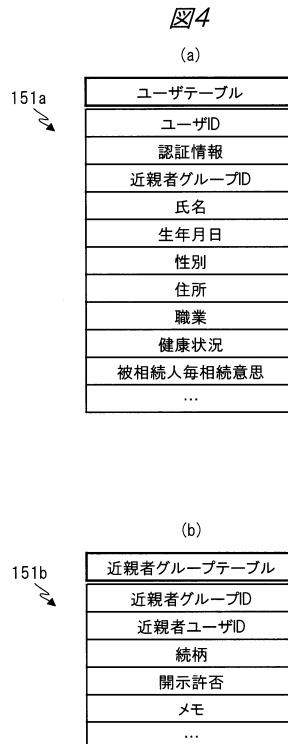 図4
(a)
151a
ユーザテーブル
ユーザID
認証情報
近親者グループID
氏名
生年月日
性別
住所
職業
健康状況
被相続人毎相続意思
…
(b)
151b
近親者グループテーブル
近親者グループID
近親者ユーザID
続柄
開示許否
メモ
…